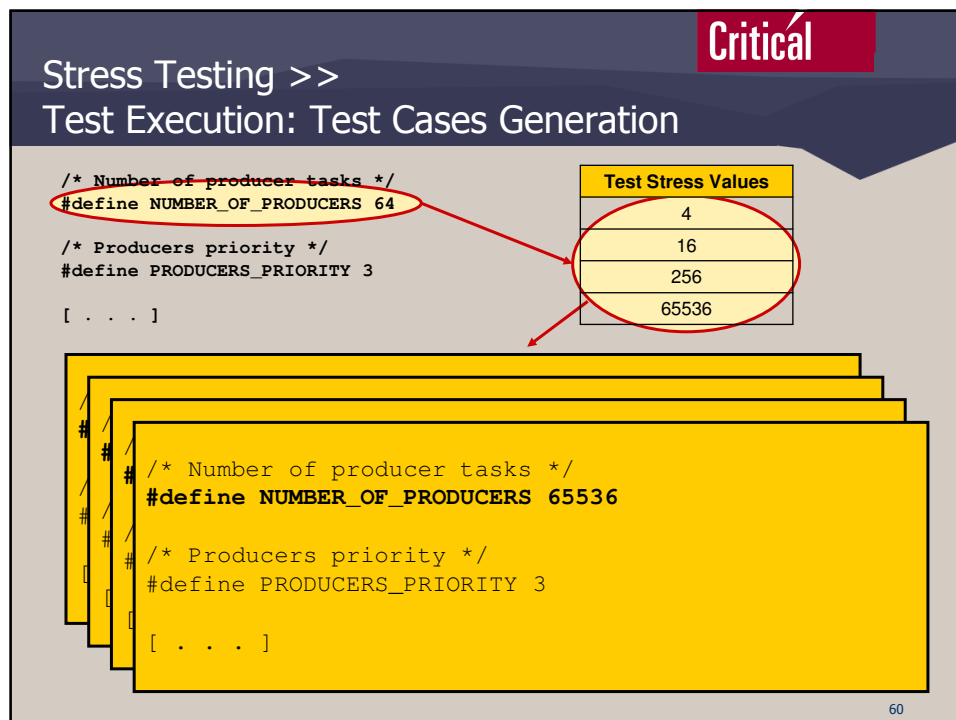 Criticál
Stress Testing >>
Test Execution: Test Cases Generation
/* Number of producer tasks */
#define NUMBER_OF_PRODUCERS 64
/* Producers priority */
#define PRODUCERS_PRIORITY 3
[ . . . ]
Test Stress Values
4
16
256
65536
/* Number of producer tasks */
#define NUMBER_OF_PRODUCERS 65536
/* Producers priority */
#define PRODUCERS_PRIORITY 3
[ . . . ]
60